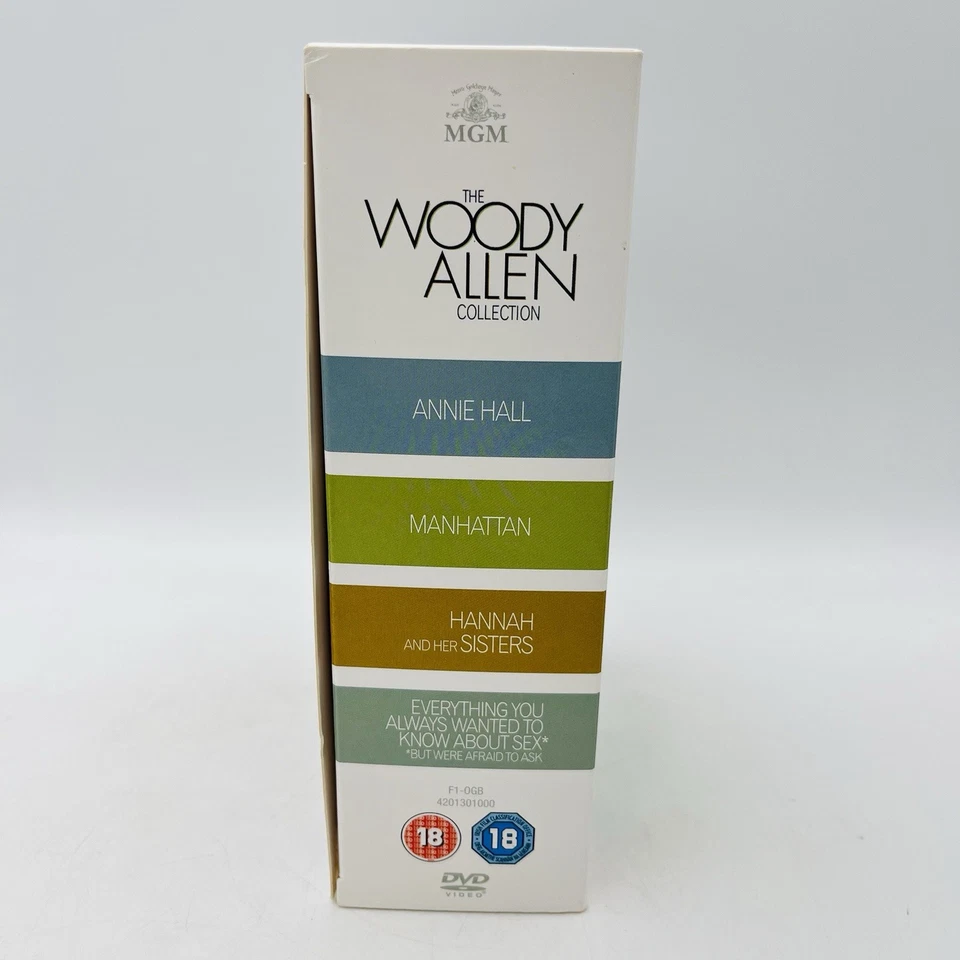 MGM
THE
WOODY
ALLEN
COLLECTION
ANNIE HALL
MANHATTAN
HANNAH
AND HER SISTERS
EVERYTHING YOU
ALWAYS WANTED TO
KNOW ABOUT SEX*
*BUT WERE AFRAID TO ASK
F1-OGB
4201301000
18
18
DVD
VIDEO